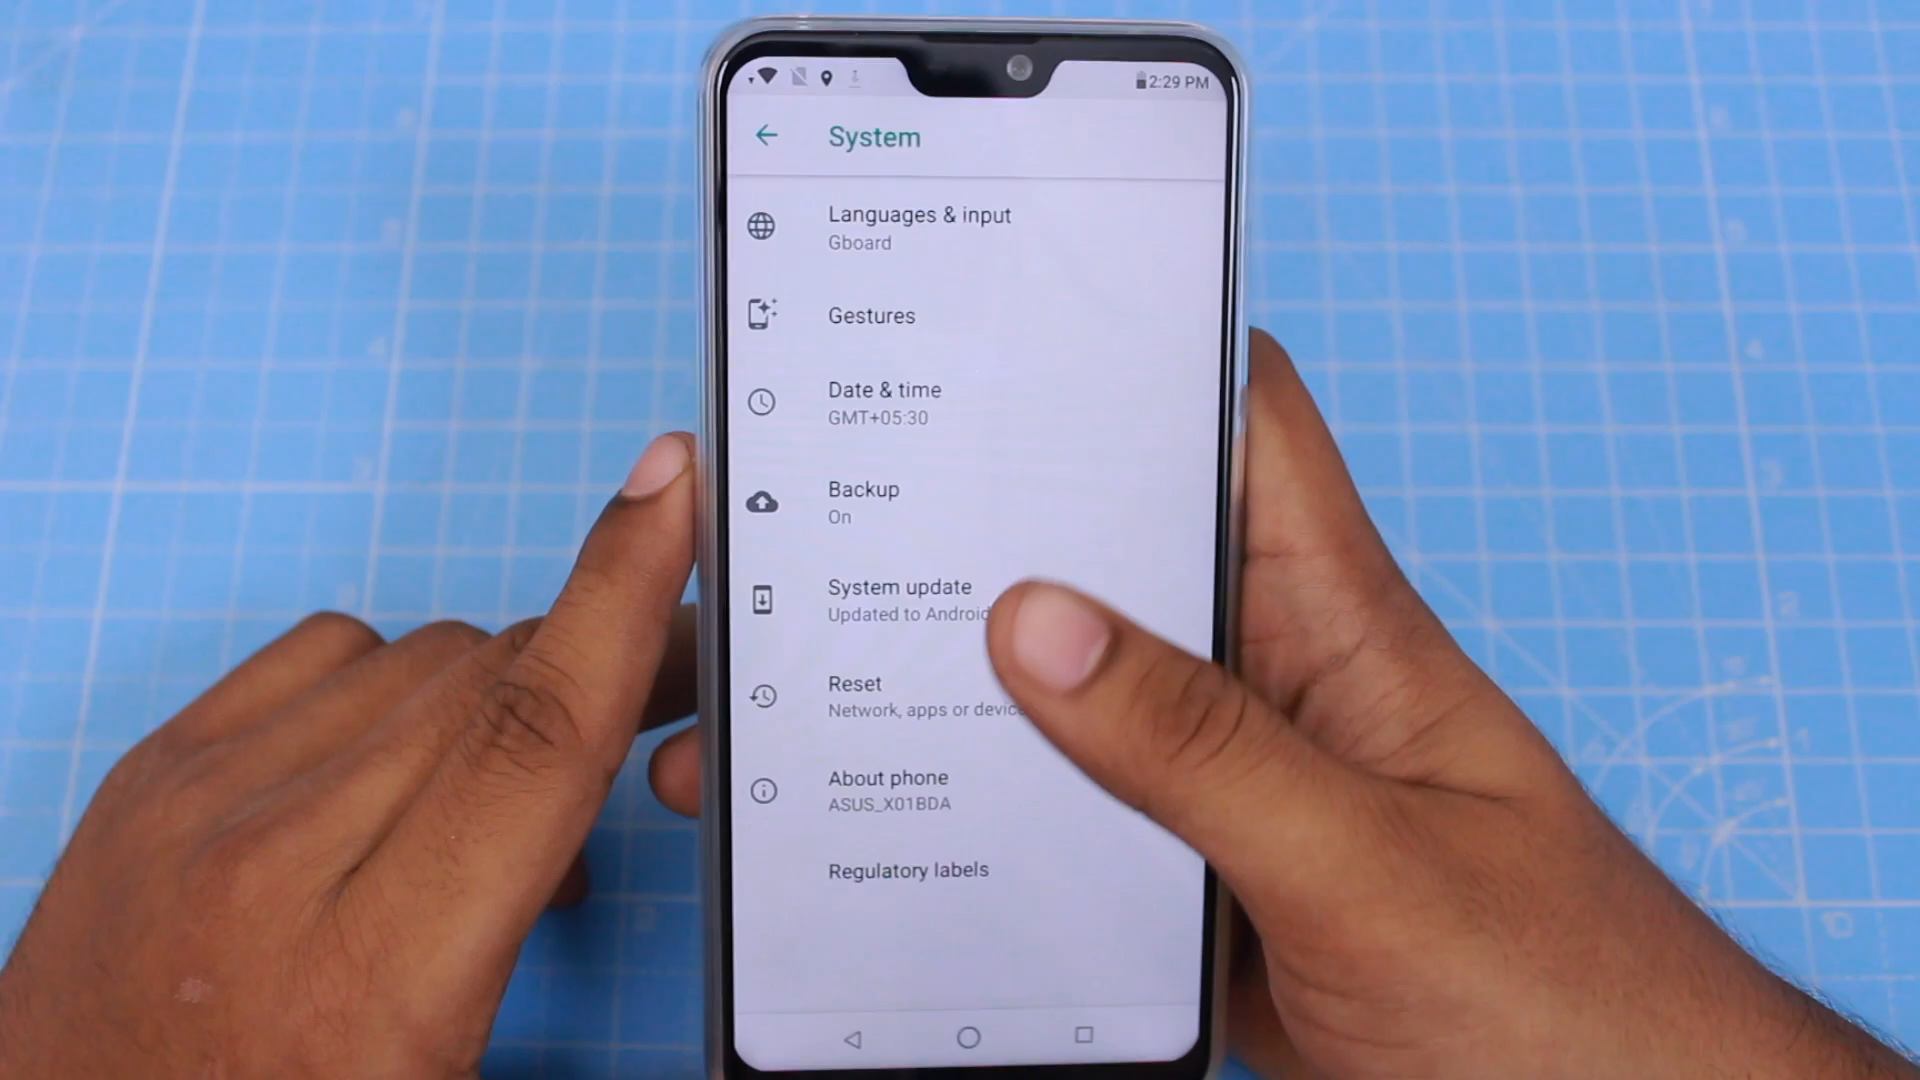 2:29 PM
System
Languages & input
Gboard
Gestures
Date & time
GMT+05:30
Backup
On
System update
Updated to Android
Reset
Network, apps or device
About phone
ASUS_X01BDA
Regulatory labels